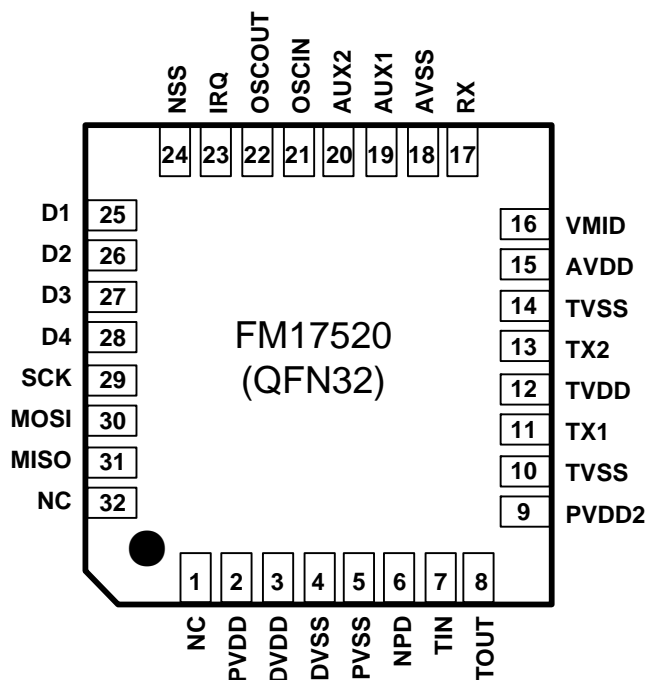 NSS
IRQ
OSCOUT
OSCIN
AUX2
AUX1
AVSS
RX
24 23 22 21 20 19 18 17
D1 25
D2 26
D3 27
D4 28
SCK 29
MOSI 30
MISO 31
NC 32
FM17520
(QFN32)
16 VMID
15 AVDD
14 TVSS
13 TX2
12 TVDD
11 TX1
10 TVSS
9 PVDD2
1 2 3 4 5 6 7 8
NC
PVDD
DVDD
DVSS
PVSS
NPD
TIN
TOUT